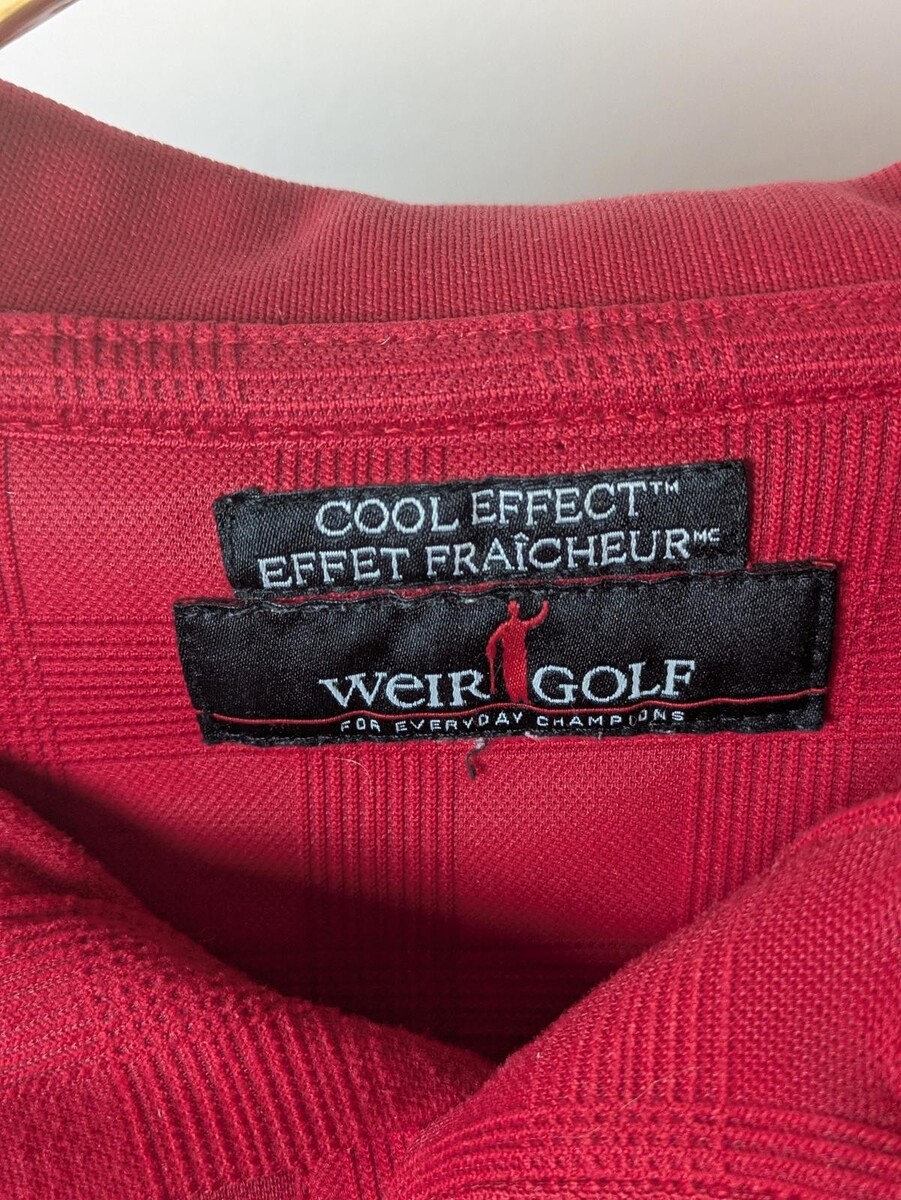 COOL EFFECT™
EFFET FRAÎCHEUR MC
WEIR GOLF
FOR EVERYDAY CHAMPIONS